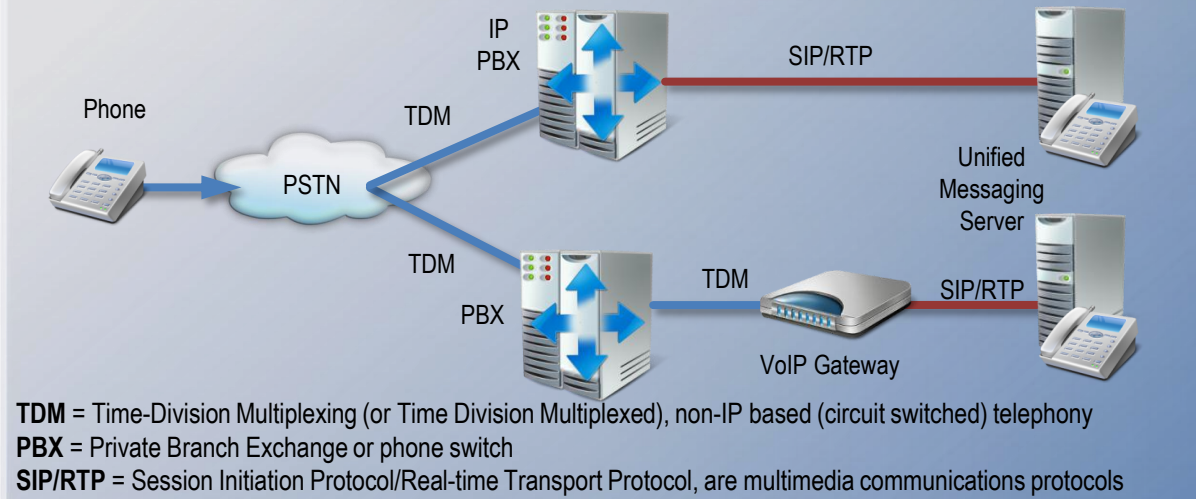 IP
PBX
SIP/RTP
Phone
TDM
PSTN
Unified
Messaging
Server
TDM
PBX
TDM
SIP/RTP
VoIP Gateway
TDM = Time-Division Multiplexing (or Time Division Multiplexed), non-IP based (circuit switched) telephony
PBX = Private Branch Exchange or phone switch
SIP/RTP = Session Initiation Protocol/Real-time Transport Protocol, are multimedia communications protocols